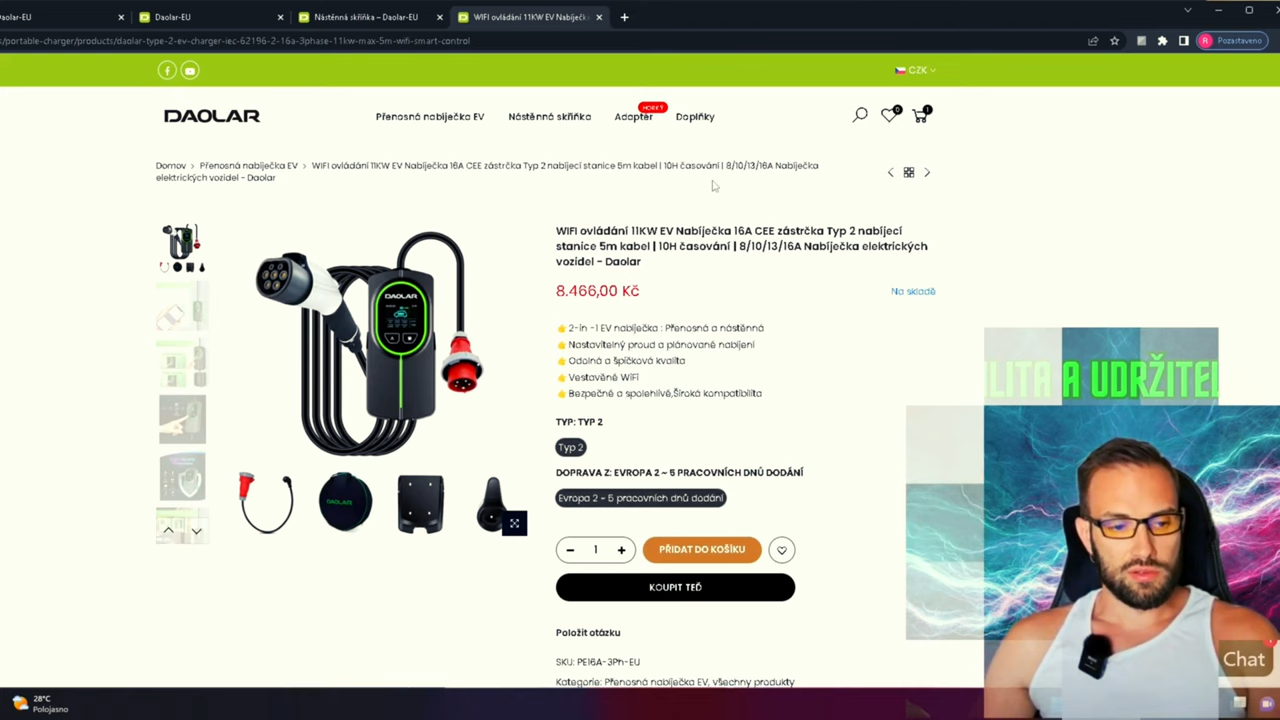 Daolar-EU
Daolar-EU
Nástěnná skříňka – Daolar-EU
WIFI ovládání 11KW EV Nabíječk
/portable-charger/products/daolar-type-2-ev-charger-iec-62196-2-16a-3phase-11kw-max-5m-wifi-smart-control
R Pozastaveno
CZK
DAOLAR
Přenosná nabíječka EV
Nástěnná skříňka
HORKÝ
Adaptér
Doplňky
0
1
Domov > Přenosná nabíječka EV > WIFI ovládání 11KW EV Nabíječka 16A CEE zástrčka Typ 2 nabíjecí stanice 5m kabel | 10H časování | 8/10/13/16A Nabíječka
elektrických vozidel - Daolar
WIFI ovládání 11KW EV Nabíječka 16A CEE zástrčka Typ 2 nabíjecí
stanice 5m kabel | 10H časování | 8/10/13/16A Nabíječka elektrických
vozidel - Daolar
8.466,00 Kč
Na skladě
2-in -1 EV nabíječka : Přenosná a nástěnná
Nastavitelný proud a plánované nabíjení
Odolná a špičková kvalita
Vestavěné WiFi
Bezpečné a spolehlivé,Široká kompatibilita
TYP: TYP 2
Typ 2
DOPRAVA Z: EVROPA 2 ~ 5 PRACOVNÍCH DNŮ DODÁNÍ
Evropa 2 ~ 5 pracovních dnů dodání
1
PŘIDAT DO KOŠÍKU
KOUPIT TEĎ
Položit otázku
SKU: PE16A-3Ph-EU
Kategorie: Přenosná nabíječka EV, všechny produkty
DAOLAR
DAOLAR
LITA A UDRŽITEL
Chat
28°C
Polojasno